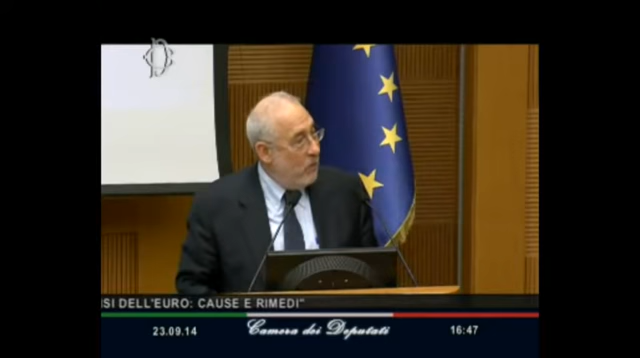 SI DELL'EURO: CAUSE E RIMEDI"
23.09.14 Camera dei Deputati 16:47